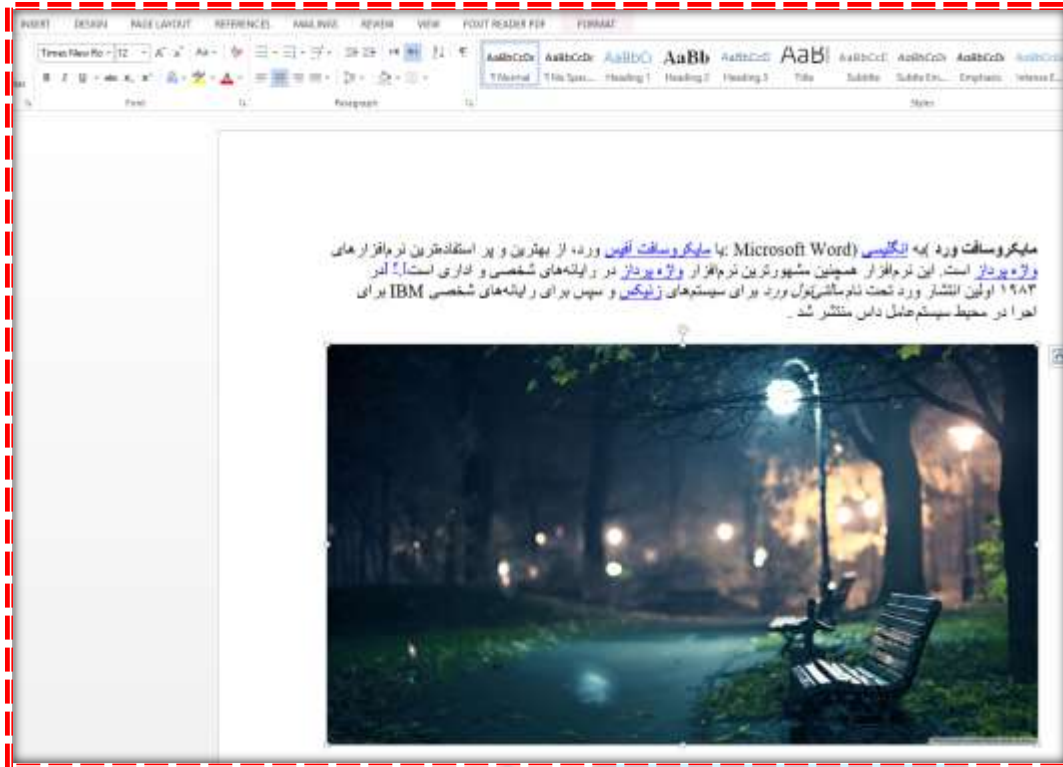 INSERT DESIGN PAGE LAYOUT REFERENCES MAILINGS REVIEW VIEW FOXIT READER PDF FORMAT
Times New Ro 12
AaBbCcDc AaBbCcDc AaBbC AaBb AaBbCcD AaBl AaBbCcD AaBbCcDc AaBbCcDc
¶ Normal ¶ No Spac... Heading 1 Heading 2 Heading 3 Title Subtitle Subtle Em... Emphasis Intense E...
Font Paragraph Styles
مایکروسافت ورد )به انگلیسی (Microsoft Word :یا مایکروسافت آفیس ورد، از بهترین و پر استفاده‌ترین نرم‌افزارهای
واژه پرداز است. این نرم‌افزار همچنین مشهورترین نرم‌افزار واژه پرداز در رایانه‌های شخصی و اداری است
۱۹۸۳ اولین انتشار ورد تحت نام ورد برای سیستم‌های زنیکس و سپس برای رایانه‌های شخصی IBM برای
اجرا در محیط سیستم‌عامل داس منتشر شد .